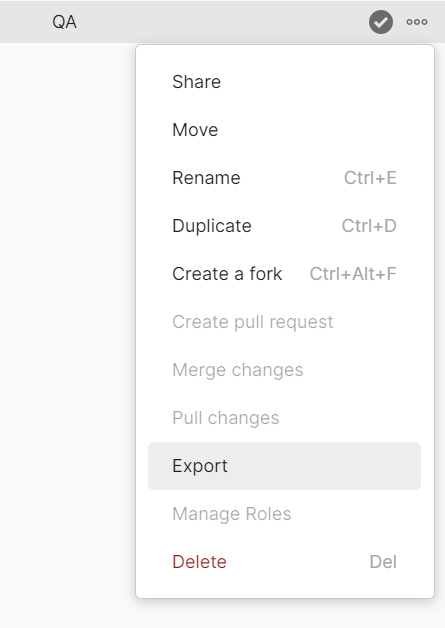 QA
Share
Move
Rename Ctrl+E
Duplicate Ctrl+D
Create a fork Ctrl+Alt+F
Create pull request
Merge changes
Pull changes
Export
Manage Roles
Delete Del